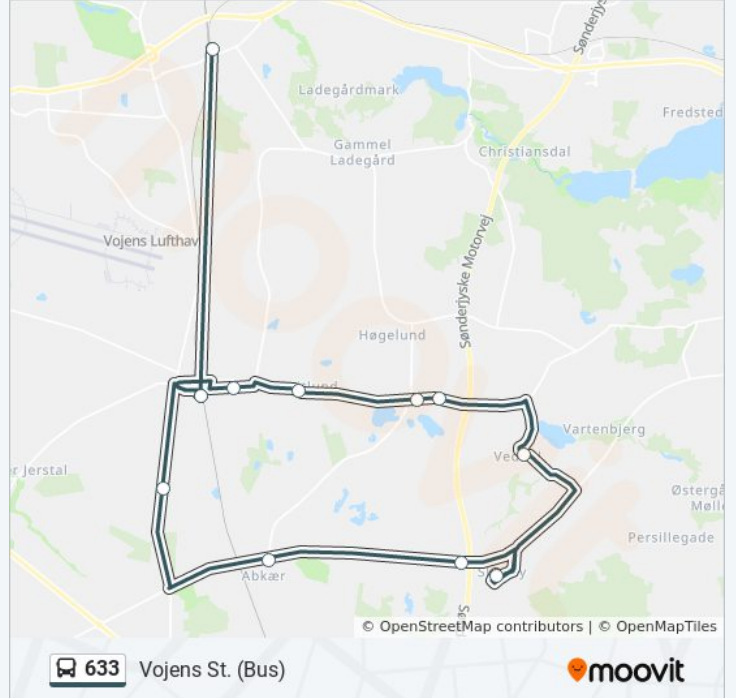 Sønderjys
Ladegårdmark
Fredsted
Gammel
Ladegård
Christiansdal
Vojens Lufthav
Sønderjyske Motorvej
Høgelund
Vartenbjerg
r Jerstal
Østergå
Mølle
Persillegade
Abkær
© OpenStreetMap contributors | © OpenMapTiles
633 Vojens St. (Bus)
moovit